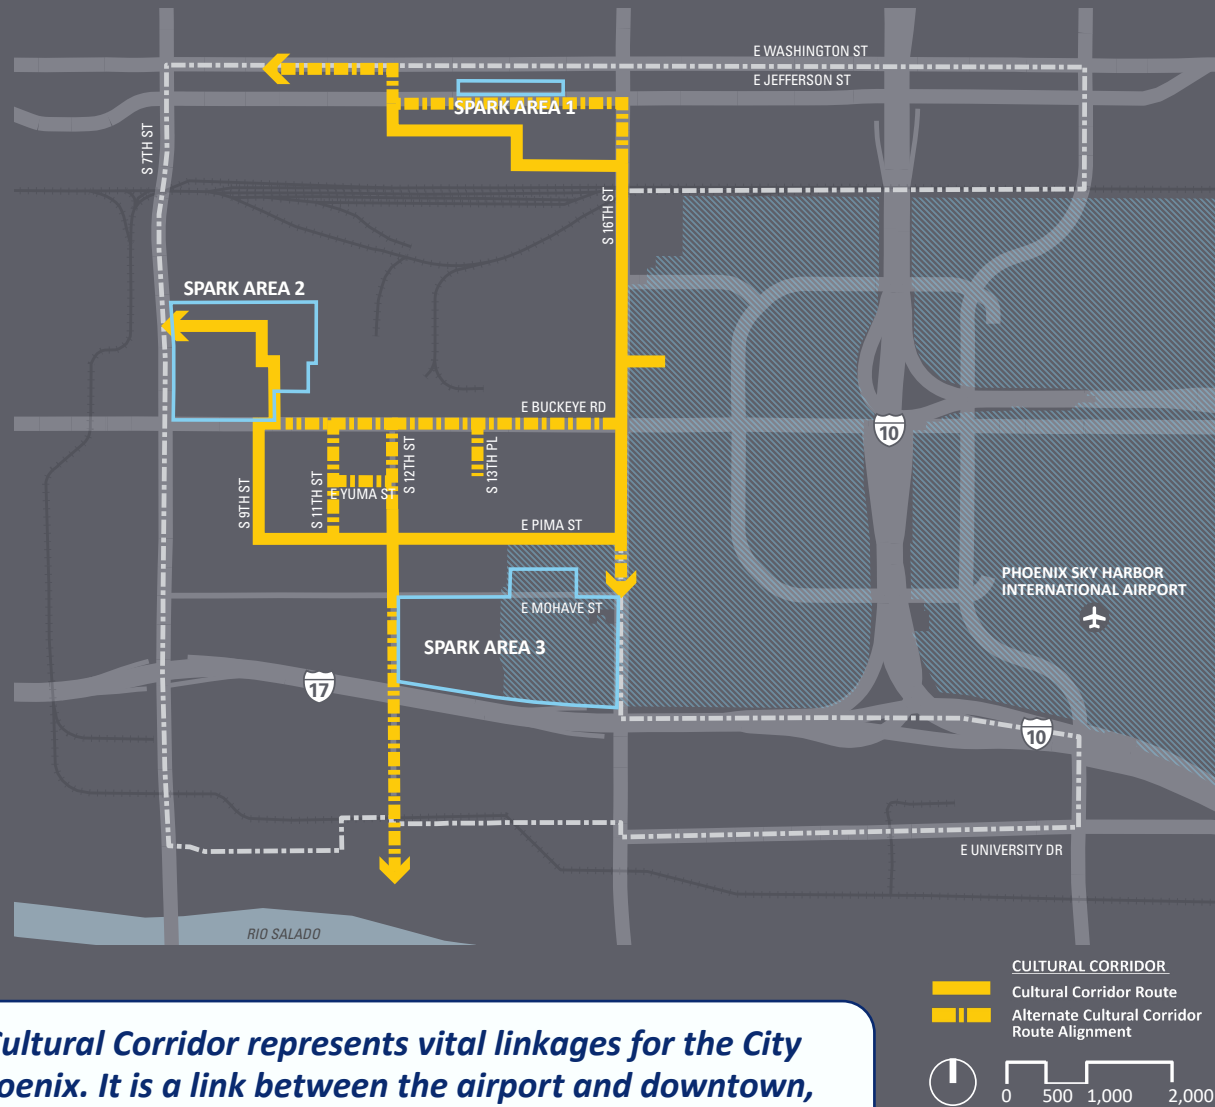 E WASHINGTON ST
E JEFFERSON ST
SPARK AREA 1
S 7TH ST
S 16TH ST
SPARK AREA 2
E BUCKEYE RD
10
S 9TH ST
S 11TH ST
E YUMA ST
S 12TH ST
S 13TH PL
E PIMA ST
PHOENIX SKY HARBOR
INTERNATIONAL AIRPORT
E MOHAVE ST
SPARK AREA 3
17
10
E UNIVERSITY DR
RIO SALADO
CULTURAL CORRIDOR
Cultural Corridor Route
Alternate Cultural Corridor
Route Alignment
0 500 1,000 2,000
Cultural Corridor represents vital linkages for the City
oenix. It is a link between the airport and downtown,